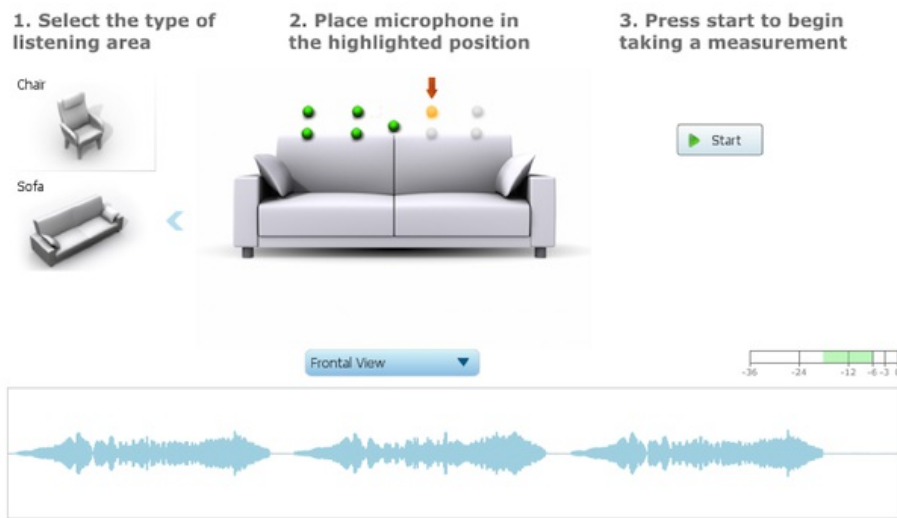 1. Select the type of
listening area
2. Place microphone in
the highlighted position
3. Press start to begin
taking a measurement
Chair
Sofa
Start
Frontal View
-36 -24 -12 -6 -3